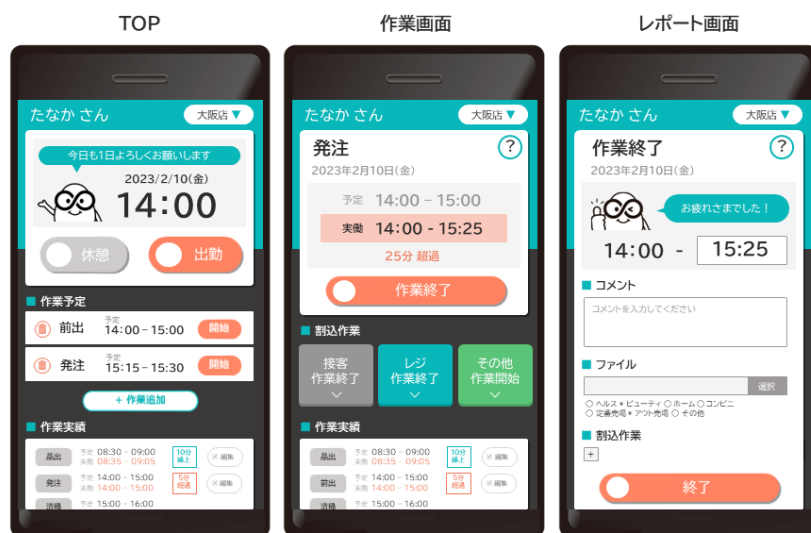 TOP
たなか さん
大阪店 ▼
今日も1日よろしくお願いします
2023/2/10(金)
14:00
休憩
出勤
■ 作業予定
前出
予定
14:00 - 15:00
開始
発注
予定
15:15 - 15:30
開始
+ 作業追加
■ 作業実績
品出
予定 08:30 - 09:00
実働 08:35 - 09:05
10分
繰上
編集
発注
予定 14:00 - 15:00
実働 14:00 - 15:00
5分
超過
編集
清掃
予定 15:00 - 16:00
作業画面
たなか さん
大阪店 ▼
発注
?
2023年2月10日(金)
予定 14:00 - 15:00
実働 14:00 - 15:25
25分 超過
作業終了
■ 割込作業
接客
作業終了
レジ
作業終了
その他
作業開始
■ 作業実績
品出
予定 08:30 - 09:00
実働 08:35 - 09:05
10分
繰上
編集
前出
予定 14:00 - 15:00
実働 14:00 - 15:00
5分
超過
編集
清掃
予定 15:00 - 16:00
レポート画面
たなか さん
大阪店 ▼
作業終了
?
2023年2月10日(金)
お疲れさまでした！
14:00 - 15:25
■ コメント
コメントを入力してください
■ ファイル
選択
○ ヘルス • ビューティ ○ ホーム ○ コンビニ
○ 定番売場 • アウト売場 ○ その他
■ 割込作業
+
終了